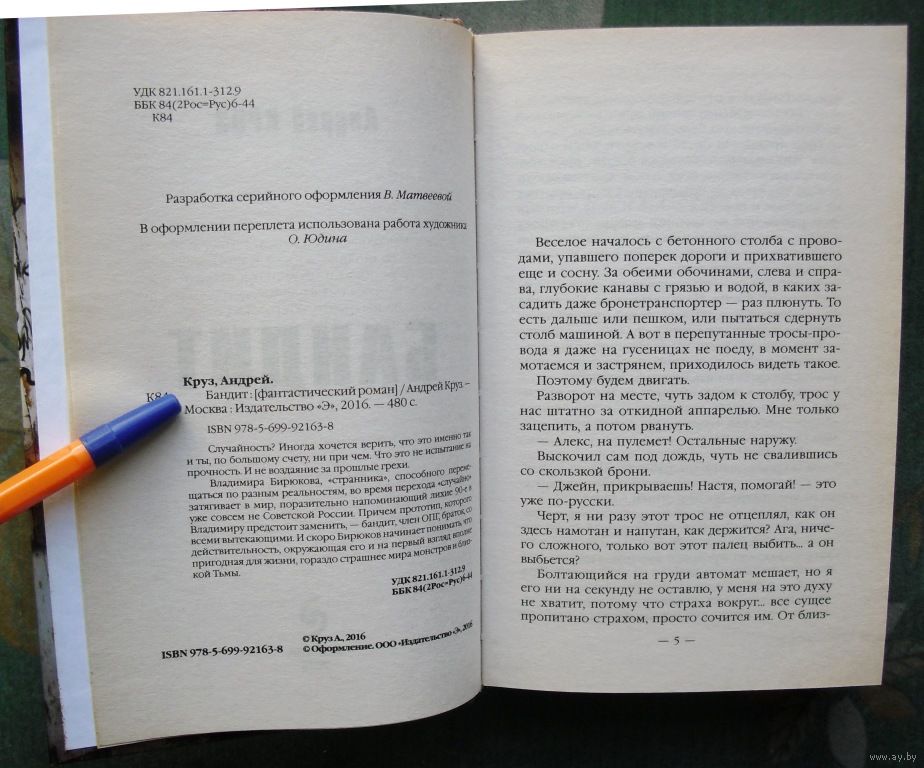 УДК 821.161.1-312.9
ББК 84(2Рос=Рус)6-44
К84
Разработка серийного оформления В. Матвеевой
В оформлении переплета использована работа художника
О. Юдина
Круз, Андрей.
К84 Бандит : [фантастический роман] / Андрей Круз –
Москва : Издательство «Э», 2016. — 480 с.
ISBN 978-5-699-92163-8
Случайность? Иногда хочется верить, что это именно так
и ты, по большому счету, ни при чем. Что это не испытание на
прочность. И не воздаяние за прошлые грехи.
Владимира Бирюкова, «странника», способного переме-
щаться по разным реальностям, во время перехода «случайно»
затягивает в мир, поразительно напоминающий лихие 90-е в
уже совсем не Советской России. Причем прототип, которого
Владимиру предстоит заменить, — бандит, член ОПГ, браток, со
всеми вытекающими. И скоро Бирюков начинает понимать, что
действительность, окружающая его и на первый взгляд вполне
пригодная для жизни, гораздо страшнее мира монстров и близ-
кой Тьмы.
УДК 821.161.1-312.9
ББК 84(2Рос=Рус)6-44
© Круз А., 2016
ISBN 978-5-699-92163-8 © Оформление. ООО «Издательство «Э», 2016
Веселое началось с бетонного столба с прово-
дами, упавшего поперек дороги и прихватившего
еще и сосну. За обеими обочинами, слева и спра-
ва, глубокие канавы с грязью и водой, в каких за-
садить даже бронетранспортер — раз плюнуть. То
есть дальше или пешком, или пытаться сдернуть
столб машиной. А вот в перепутанные тросы-про-
вода я даже на гусеницах не поеду, в момент за-
мотаемся и застрянем, приходилось видеть такое.
Поэтому будем двигать.
Разворот на месте, чуть задом к столбу, трос у
нас штатно за откидной аппарелью. Мне только
зацепить, а потом рвануть.
— Алекс, на пулемет! Остальные наружу.
Выскочил сам под дождь, чуть не свалившись
со скользкой брони.
— Джейн, прикрываешь! Настя, помогай! — это
уже по-русски.
Черт, я ни разу этот трос не отцеплял, как он
здесь намотан и напутан, как держится? Ага, ниче-
го сложного, только вот этот палец выбить... а он
выбьется?
Болтающийся на груди автомат мешает, но я
его ни на секунду не оставлю, у меня на это духу
не хватит, потому что страха вокруг... все сущее
пропитано страхом, просто сочится им. От близ-
— 5 —
www.ay.by